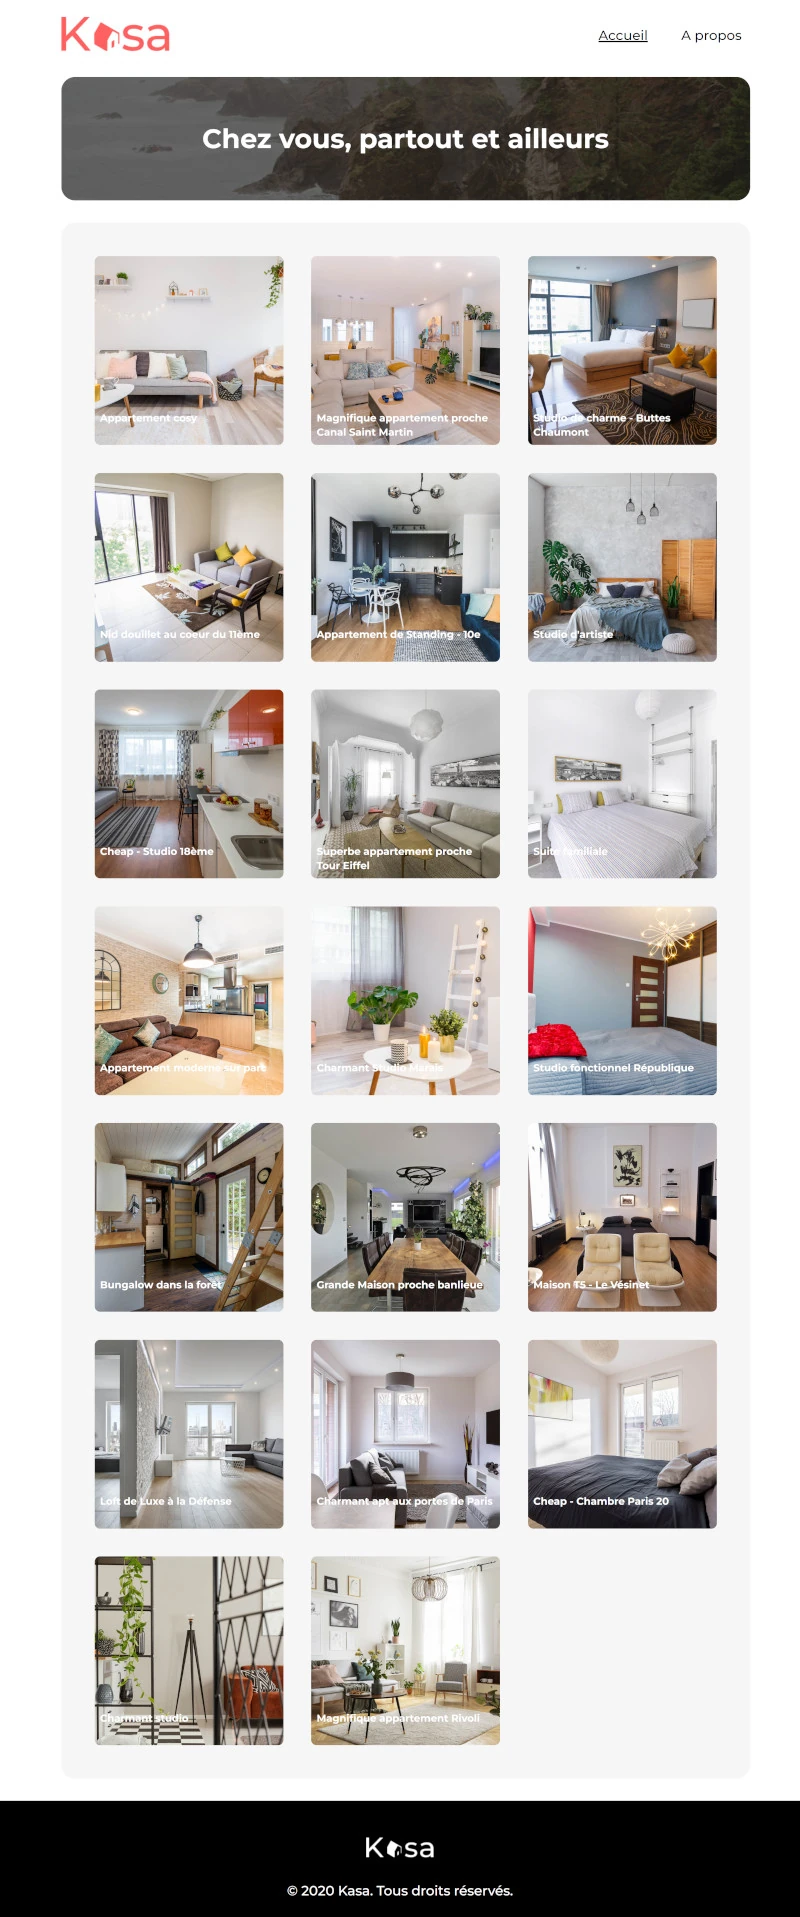 Kasa
Accueil A propos
Chez vous, partout et ailleurs
Appartement cosy
Magnifique appartement proche
Canal Saint Martin
Studio de charme - Buttes
Chaumont
Nid douillet au coeur du 11ème
Appartement de Standing - 10e
Studio d'artiste
Cheap - Studio 18ème
Superbe appartement proche
Tour Eiffel
Suite familiale
Appartement moderne sur parc
Charmant Studio Marais
Studio fonctionnel République
Bungalow dans la forêt
Grande Maison proche banlieue
Maison T5 - Le Vésinet
Loft de Luxe à la Défense
Charmant apt aux portes de Paris
Cheap - Chambre Paris 20
Charmant studio
Magnifique appartement Rivoli
Kasa
© 2020 Kasa. Tous droits réservés.